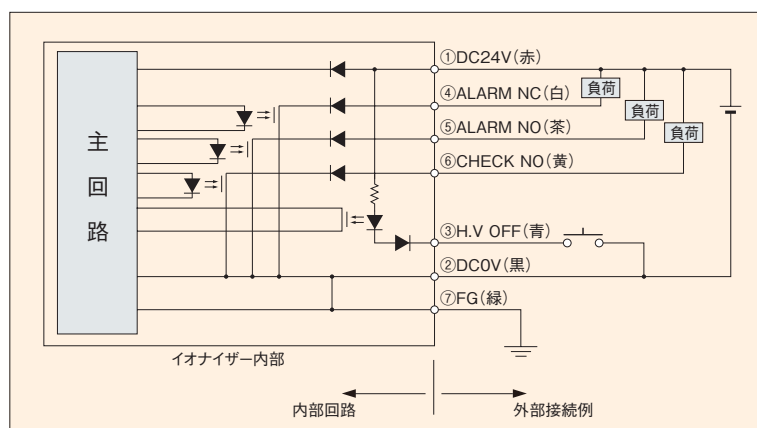 ①DC24V(赤)
④ALARM NC(白)
負荷
⑤ALARM NO(茶)
負荷
⑥CHECK NO(黄)
負荷
主回路
③H.V OFF(青)
②DC0V(黒)
⑦FG(緑)
イオナイザー内部
内部回路
外部接続例